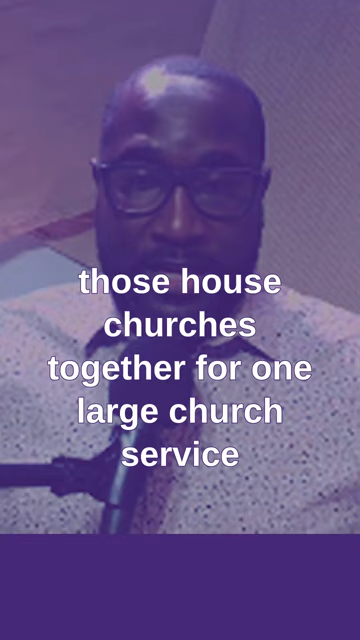 those house
churches
together for one
large church
service